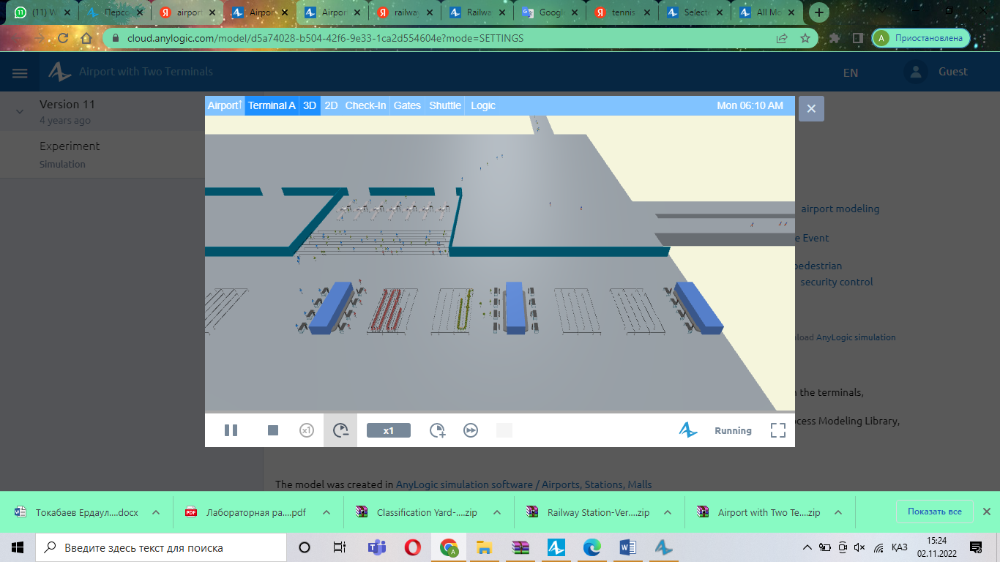 (11) W
Персо
airport
Airpor
Airpor
railway
Railwa
Google
tennis
Selecte
All Mo
cloud.anylogic.com/model/d5a74028-b504-42f6-9e33-1ca2d554604e?mode=SETTINGS
A Приостановлена
Airport with Two Terminals
EN
Guest
Version 11
4 years ago
Experiment
Simulation
Airport↑ Terminal A 3D 2D Check-In Gates Shuttle Logic Mon 06:10 AM
airport modeling
e Event
pedestrian
security control
AnyLogic simulation
the terminals,
ocess Modeling Library,
x1 x1 Running
The model was created in AnyLogic simulation software / Airports, Stations, Malls
Токабаев Ердаул....docx
Лабораторная ра....pdf
Classification Yard-....zip
Railway Station-Ver....zip
Airport with Two Te....zip
Показать все
Введите здесь текст для поиска
ҚАЗ
15:24
02.11.2022